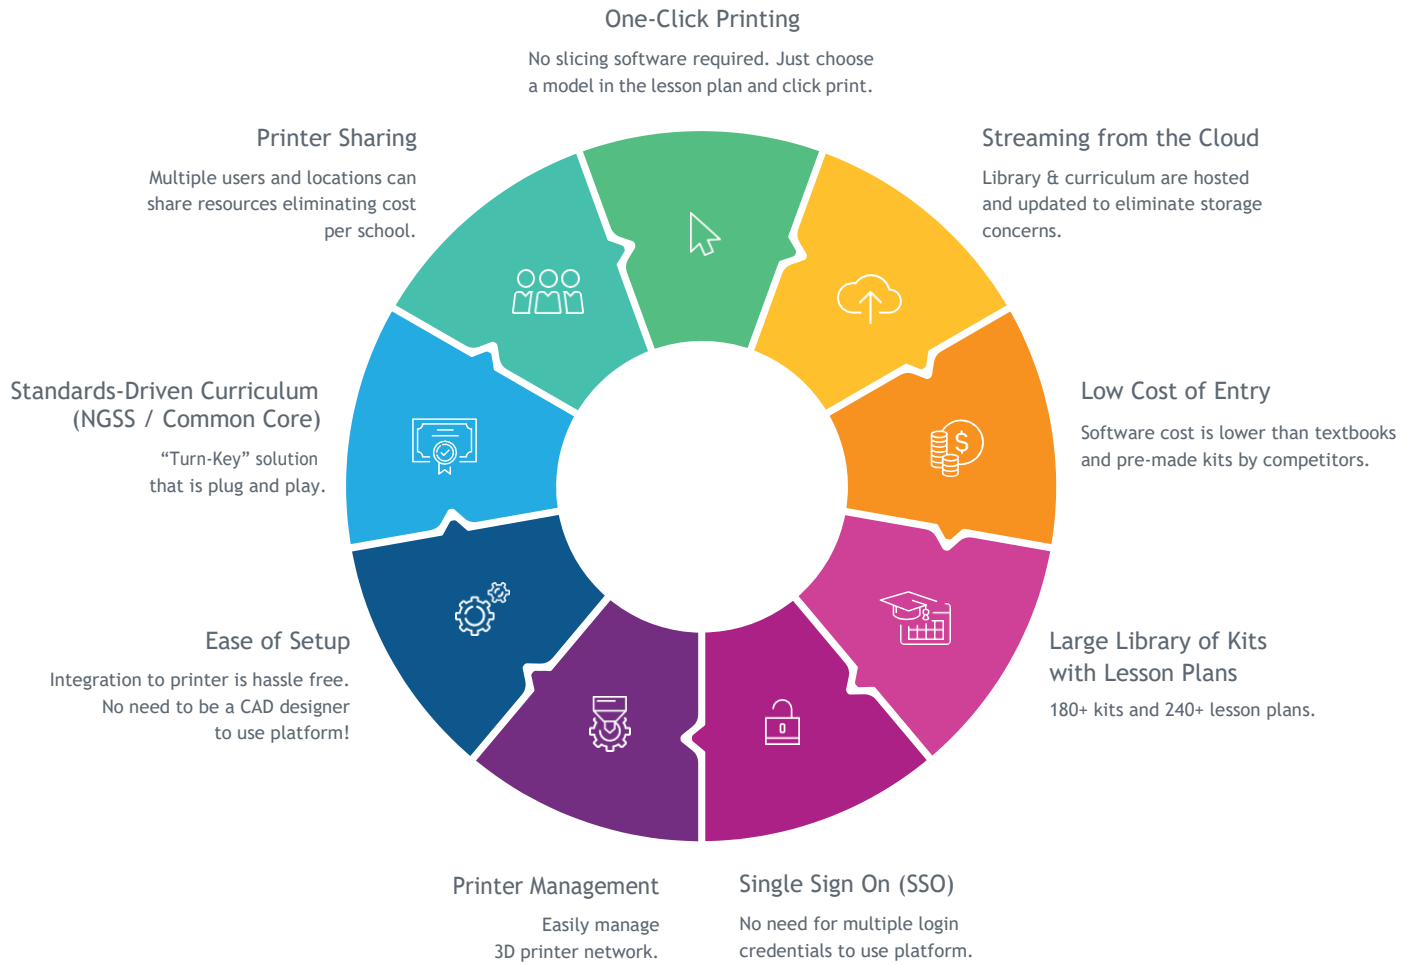 One-Click Printing
No slicing software required. Just choose
a model in the lesson plan and click print.
Streaming from the Cloud
Library & curriculum are hosted
and updated to eliminate storage
concerns.
Low Cost of Entry
Software cost is lower than textbooks
and pre-made kits by competitors.
Large Library of Kits
with Lesson Plans
180+ kits and 240+ lesson plans.
Single Sign On (SSO)
No need for multiple login
credentials to use platform.
Printer Management
Easily manage
3D printer network.
Ease of Setup
Integration to printer is hassle free.
No need to be a CAD designer
to use platform!
Standards-Driven Curriculum
(NGSS / Common Core)
“Turn-Key” solution
that is plug and play.
Printer Sharing
Multiple users and locations can
share resources eliminating cost
per school.
$